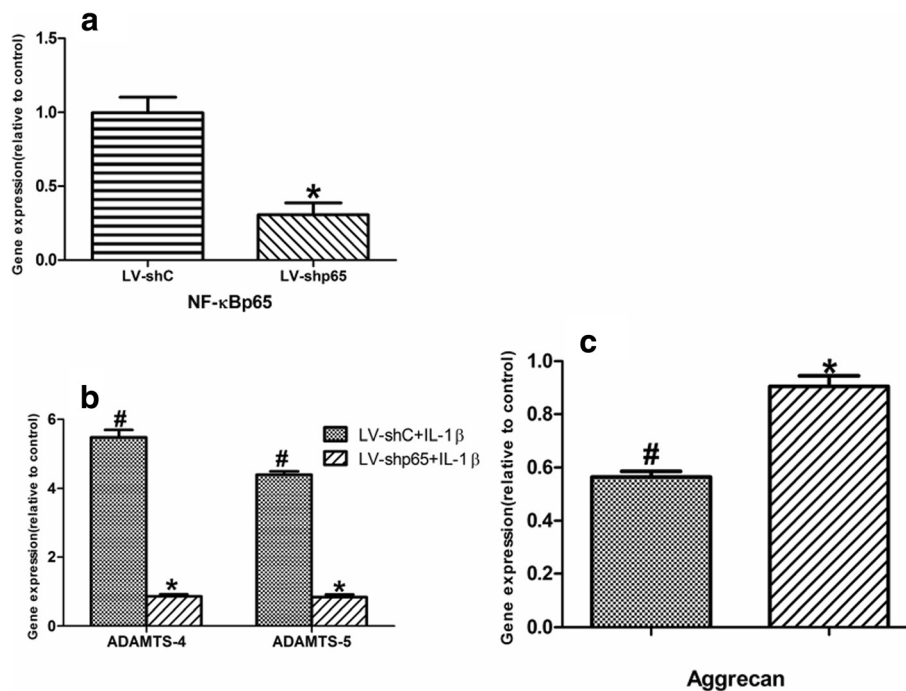 a
Gene expression(relative to control)
1.5
1.0
0.5
0.0
*
LV-shC
LV-shp65
NF-κBp65
b
Gene expression(relative to control)
6
4
2
0
#
*
#
*
LV-shC+IL-1β
LV-shp65+IL-1β
ADAMTS-4
ADAMTS-5
c
Gene expression(relative to control)
1.0
0.8
0.6
0.4
0.2
0.0
#
*
Aggrecan